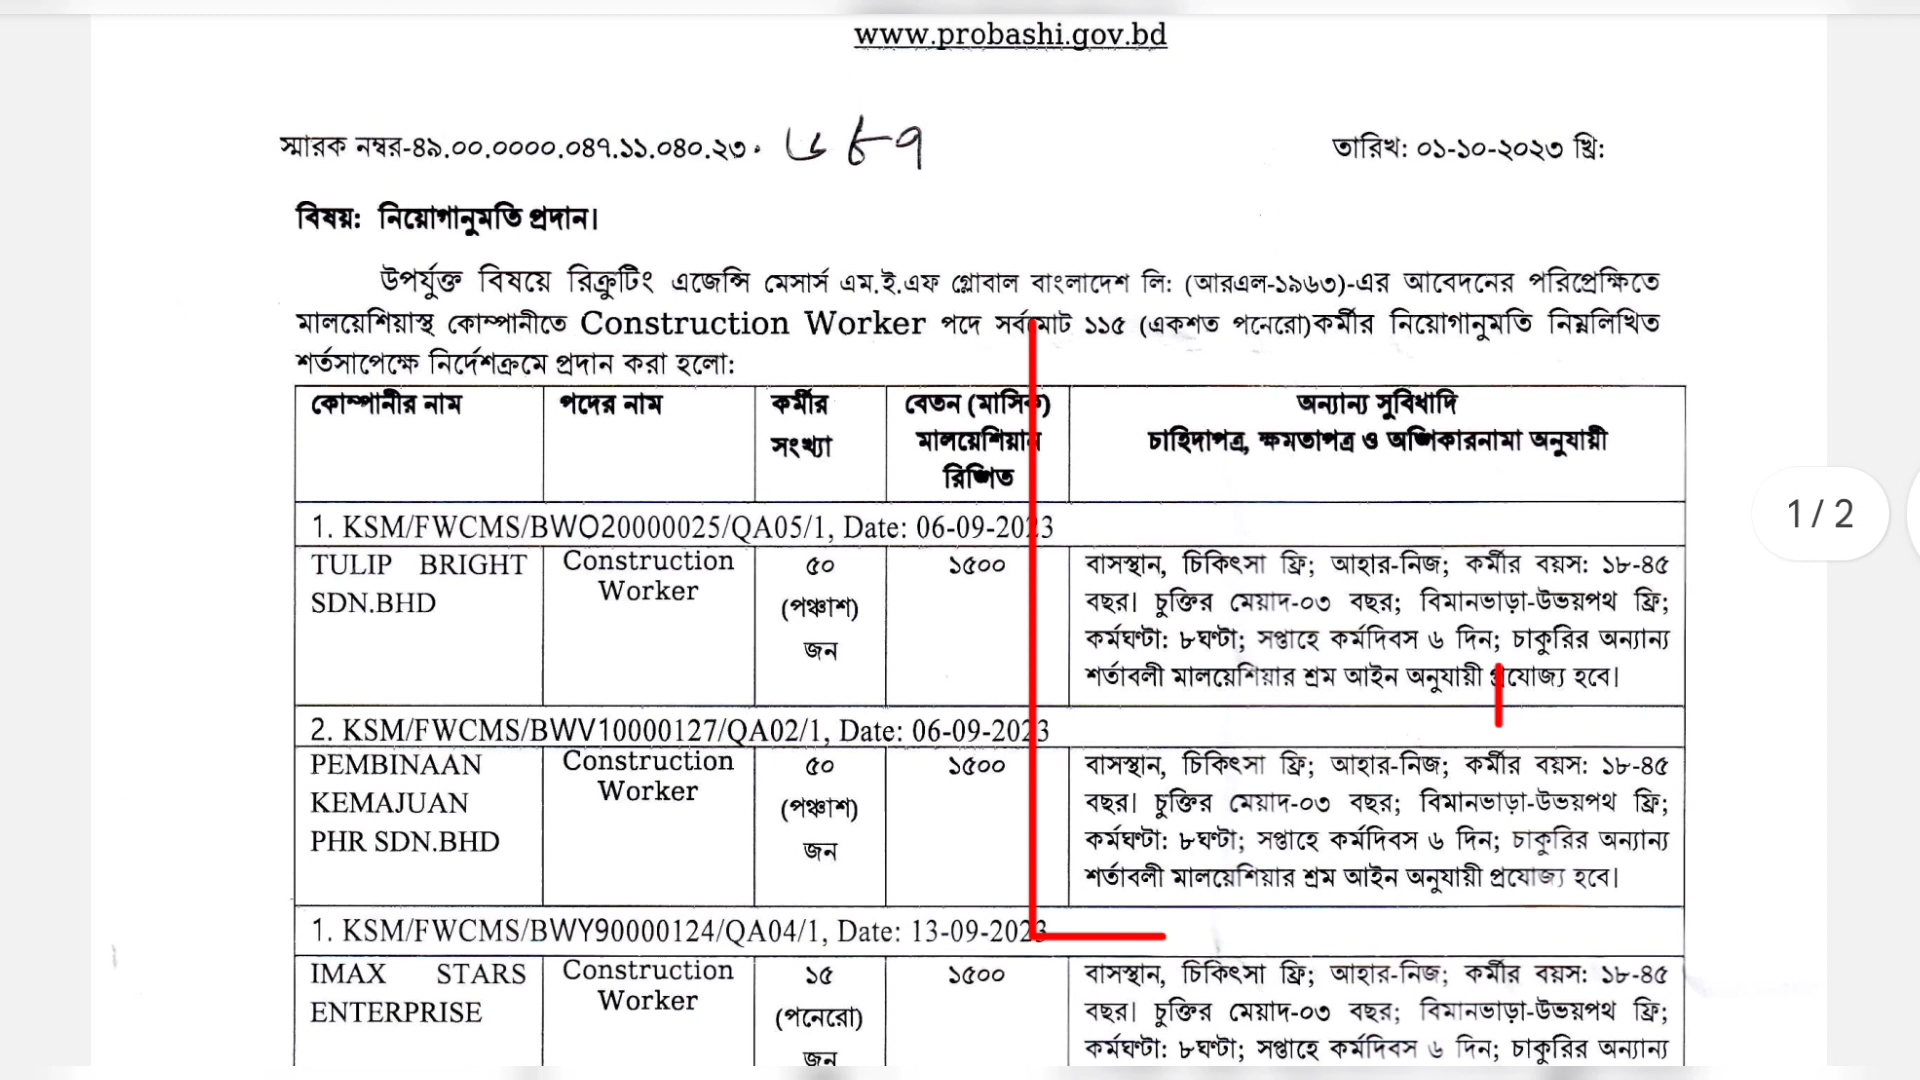 www.probashi.gov.bd
স্মারক নম্বর-৪৯.০০.০০০০.০৪৭.১১.০৪০.২৩.
তারিখ: ০১-১০-২০২৩ খ্রি:
বিষয়: নিয়োগানুমতি প্রদান।
উপর্যুক্ত বিষয়ে রিক্রুটিং এজেন্সি মেসার্স এম.ই.এফ গ্লোবাল বাংলাদেশ লি: (আরএল-১৯৬৩)-এর আবেদনের পরিপ্রেক্ষিতে
মালয়েশিয়াস্থ কোম্পানীতে Construction Worker পদে সর্বমোট ১১৫ (একশত পনেরো)কর্মীর নিয়োগানুমতি নিম্নলিখিত
শর্তসাপেক্ষে নির্দেশক্রমে প্রদান করা হলো:
কোম্পানীর নাম
পদের নাম
কর্মীর
সংখ্যা
বেতন (মাসিক)
মালয়েশিয়ান
রিঙ্গিত
অন্যান্য সুবিধাদি
চাহিদাপত্র, ক্ষমতাপত্র ও অঙ্গিকারনামা অনুযায়ী
1. KSM/FWCMS/BWO20000025/QA05/1, Date: 06-09-2023
TULIP BRIGHT
SDN.BHD
Construction
Worker
৫০
(পঞ্চাশ)
জন
১৫০০
বাসস্থান, চিকিৎসা ফ্রি; আহার-নিজ; কর্মীর বয়স: ১৮-৪৫
বছর। চুক্তির মেয়াদ-০৩ বছর; বিমানভাড়া-উভয়পথ ফ্রি;
কর্মঘণ্টা: ৮ঘণ্টা; সপ্তাহে কর্মদিবস ৬ দিন; চাকুরির অন্যান্য
শর্তাবলী মালয়েশিয়ার শ্রম আইন অনুযায়ী প্রযোজ্য হবে।
2. KSM/FWCMS/BWV10000127/QA02/1, Date: 06-09-2023
PEMBINAAN
KEMAJUAN
PHR SDN.BHD
Construction
Worker
৫০
(পঞ্চাশ)
জন
১৫০০
বাসস্থান, চিকিৎসা ফ্রি; আহার-নিজ; কর্মীর বয়স: ১৮-৪৫
বছর। চুক্তির মেয়াদ-০৩ বছর; বিমানভাড়া-উভয়পথ ফ্রি;
কর্মঘণ্টা: ৮ঘণ্টা; সপ্তাহে কর্মদিবস ৬ দিন; চাকুরির অন্যান্য
শর্তাবলী মালয়েশিয়ার শ্রম আইন অনুযায়ী প্রযোজ্য হবে।
1. KSM/FWCMS/BWY90000124/QA04/1, Date: 13-09-2023
IMAX STARS
ENTERPRISE
Construction
Worker
১৫
(পনেরো)
জন
১৫০০
বাসস্থান, চিকিৎসা ফ্রি; আহার-নিজ; কর্মীর বয়স: ১৮-৪৫
বছর। চুক্তির মেয়াদ-০৩ বছর; বিমানভাড়া-উভয়পথ ফ্রি;
কর্মঘণ্টা: ৮ঘণ্টা; সপ্তাহে কর্মদিবস ৬ দিন; চাকুরির অন্যান্য
1 / 2